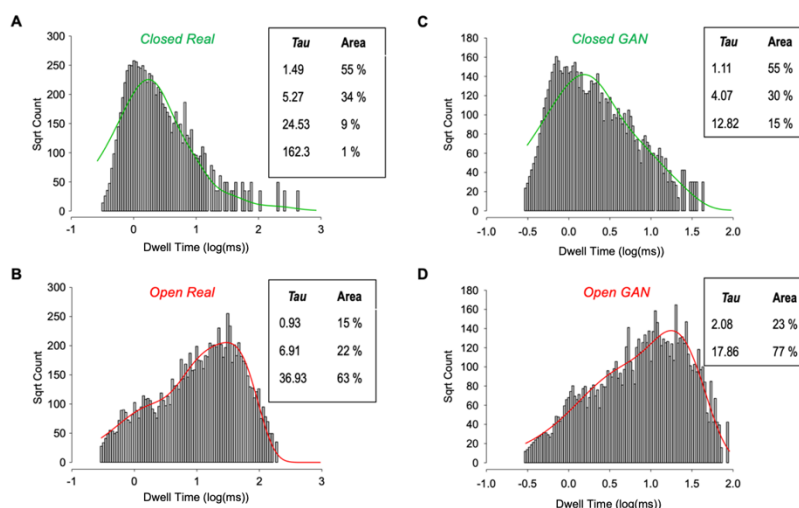 A
Closed Real
Sqrt Count
300
250
200
150
100
50
0
-1
0
1
2
3
Dwell Time (log(ms))
Tau Area
1.49 55 %
5.27 34 %
24.53 9 %
162.3 1 %
B
Open Real
Sqrt Count
300
250
200
150
100
50
0
-1
0
1
2
3
Dwell Time (log(ms))
Tau Area
0.93 15 %
6.91 22 %
36.93 63 %
C
Closed GAN
Sqrt Count
180
160
140
120
100
80
60
40
20
0
-1.0
-0.5
0.0
0.5
1.0
1.5
2.0
Dwell Time (log(ms))
Tau Area
1.11 55 %
4.07 30 %
12.82 15 %
D
Open GAN
Sqrt Count
180
160
140
120
100
80
60
40
20
0
-1.0
-0.5
0.0
0.5
1.0
1.5
2.0
Dwell Time (log(ms))
Tau Area
2.08 23 %
17.86 77 %